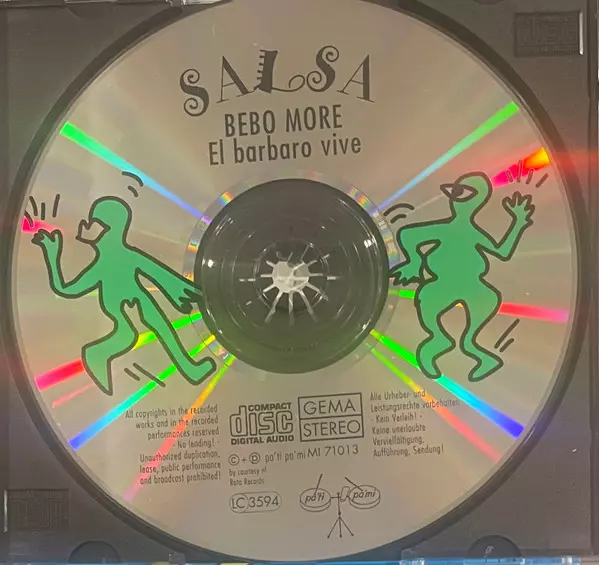 SALSA
BEBO MORE
El barbaro vive
All copyrights in the recorded
works and in the recorded
performances reserved
- No lending! -
Unauthorized duplication,
lease, public performance
and broadcast prohibited!
COMPACT
disc
DIGITAL AUDIO
GEMA
STEREO
© + ℗ pa'ti pa'mi MI 71013
by courtesy of
Roto Records
LC 3594
pa'ti
pa'mi
Alle Urheber- und
Leistungsrechte vorbehalten
- Kein Verleih! -
Keine unerlaubte
Vervielfältigung,
Aufführung, Sendung!